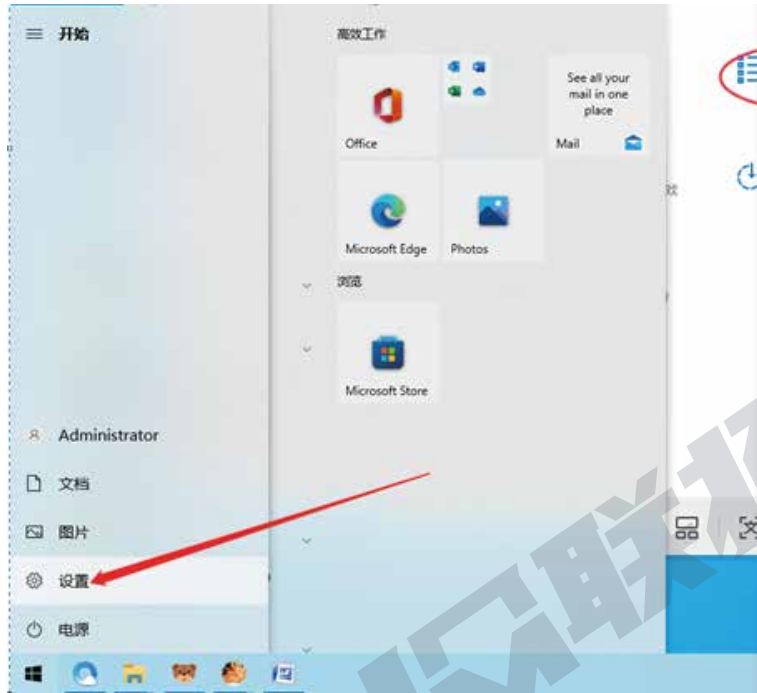 开始
高效工作
Office
See all your
mail in one
place
Mail
Microsoft Edge
Photos
浏览
Microsoft Store
Administrator
文档
图片
设置
电源